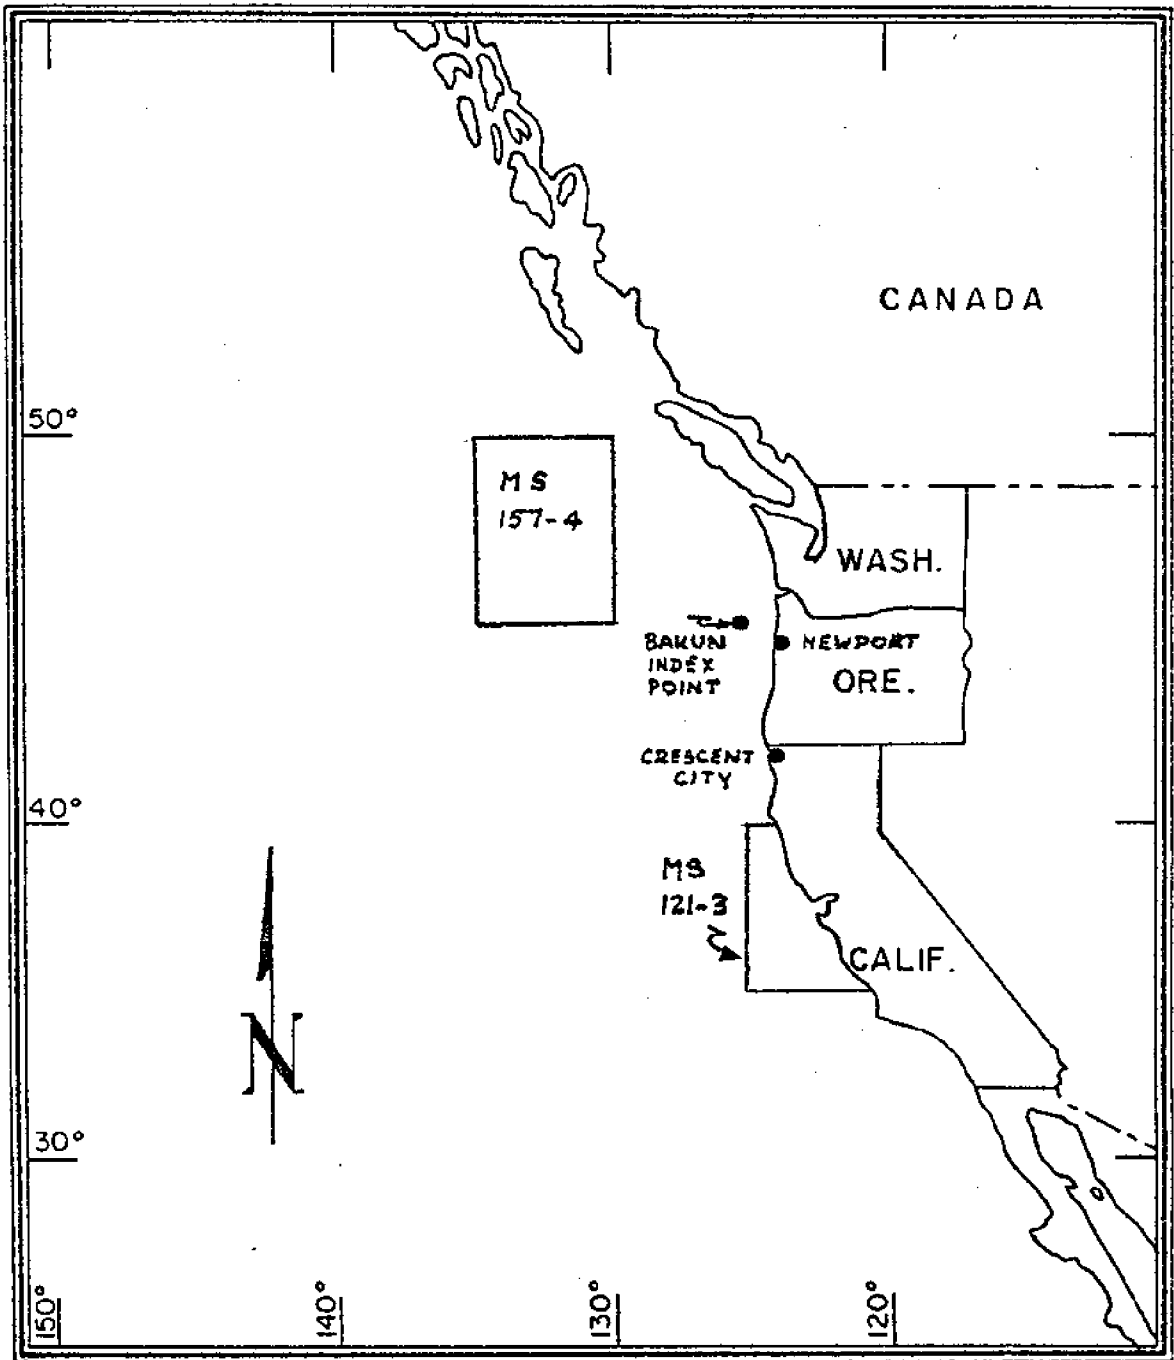 CANADA
50°
MS
157-4
WASH.
BAKUN
INDEX
POINT
NEWPORT
ORE.
CRESCENT
CITY
40°
MS
121-3
CALIF.
N
30°
150°
140°
130°
120°